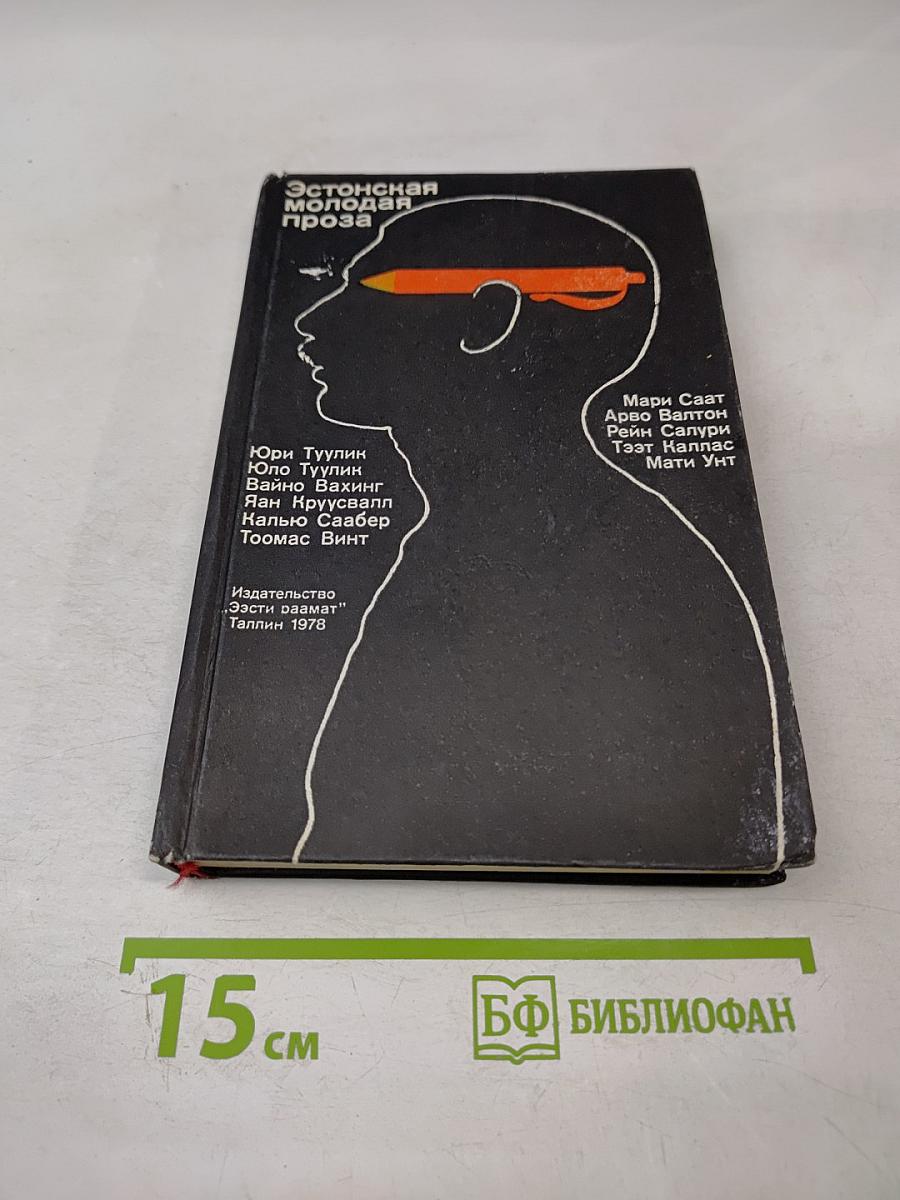 Эстонская
молодая
проза
Мари Саат
Арво Валтон
Рейн Салури
Тээт Каллас
Мати Унт
Юри Туулик
Юло Туулик
Вайно Вахинг
Яан Круусвалл
Калью Саабер
Тоомас Винт
Издательство
„Ээсти раамат”
Таллин 1978
15 см
БФ БИБЛИОФАН